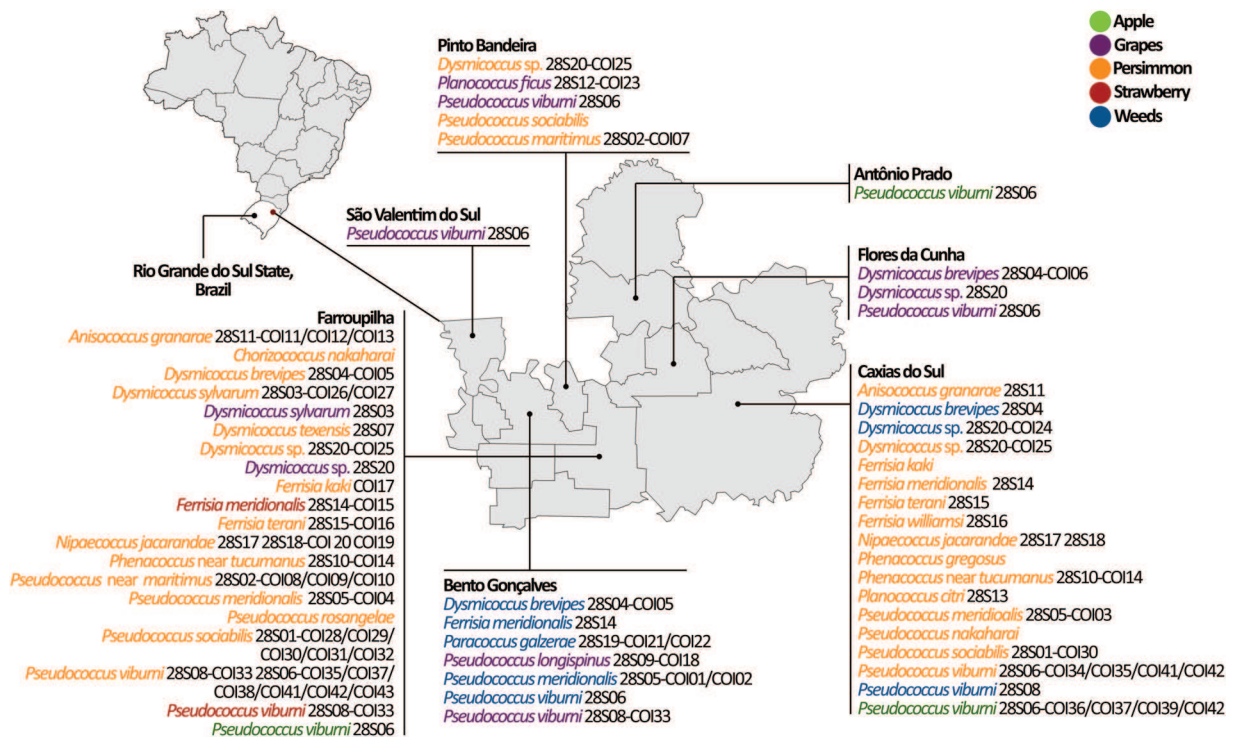 Apple
Grapes
Persimmon
Strawberry
Weeds
Pinto Bandeira
Dysmicoccus sp. 28S20-COI25
Planococcus ficus 28S12-COI23
Pseudococcus viburni 28S06
Pseudococcus sociabilis
Pseudococcus maritimus 28S02-COI07
Antônio Prado
Pseudococcus viburni 28S06
São Valentim do Sul
Pseudococcus viburni 28S06
Rio Grande do Sul State,
Brazil
Flores da Cunha
Dysmicoccus brevipes 28S04-COI06
Dysmicoccus sp. 28S20
Pseudococcus viburni 28S06
Farroupilha
Anisococcus granarae 28S11-COI11/COI12/COI13
Chorizococcus nakaharai
Dysmicoccus brevipes 28S04-COI05
Dysmicoccus sylvarum 28S03-COI26/COI27
Dysmicoccus sylvarum 28S03
Dysmicoccus texensis 28S07
Dysmicoccus sp. 28S20-COI25
Dysmicoccus sp. 28S20
Ferrisia kaki COI17
Ferrisia meridionalis 28S14-COI15
Ferrisia terani 28S15-COI16
Nipaecoccus jacarandae 28S17 28S18-COI 20 COI19
Phenacoccus near tucumanus 28S10-COI14
Pseudococcus near maritimus 28S02-COI08/COI09/COI10
Pseudococcus meridionalis 28S05-COI04
Pseudococcus rosangelae
Pseudococcus sociabilis 28S01-COI28/COI29/
COI30/COI31/COI32
Pseudococcus viburni 28S08-COI33 28S06-COI35/COI37/
COI38/COI41/COI42/COI43
Pseudococcus viburni 28S08-COI33
Pseudococcus viburni 28S06
Bento Gonçalves
Dysmicoccus brevipes 28S04-COI05
Ferrisia meridionalis 28S14
Paracoccus galzerae 28S19-COI21/COI22
Pseudococcus longispinus 28S09-COI18
Pseudococcus meridionalis 28S05-COI01/COI02
Pseudococcus viburni 28S06
Pseudococcus viburni 28S08-COI33
Caxias do Sul
Anisococcus granarae 28S11
Dysmicoccus brevipes 28S04
Dysmicoccus sp. 28S20-COI24
Dysmicoccus sp. 28S20-COI25
Ferrisia kaki
Ferrisia meridionalis 28S14
Ferrisia terani 28S15
Ferrisia williamsi 28S16
Nipaecoccus jacarandae 28S17 28S18
Phenacoccus gregosus
Phenacoccus near tucumanus 28S10-COI14
Planococcus citri 28S13
Pseudococcus meridioalis 28S05-COI03
Pseudococcus nakaharai
Pseudococcus sociabilis 28S01-COI30
Pseudococcus viburni 28S06-COI34/COI35/COI41/COI42
Pseudococcus viburni 28S08
Pseudococcus viburni 28S06-COI36/COI37/COI39/COI42